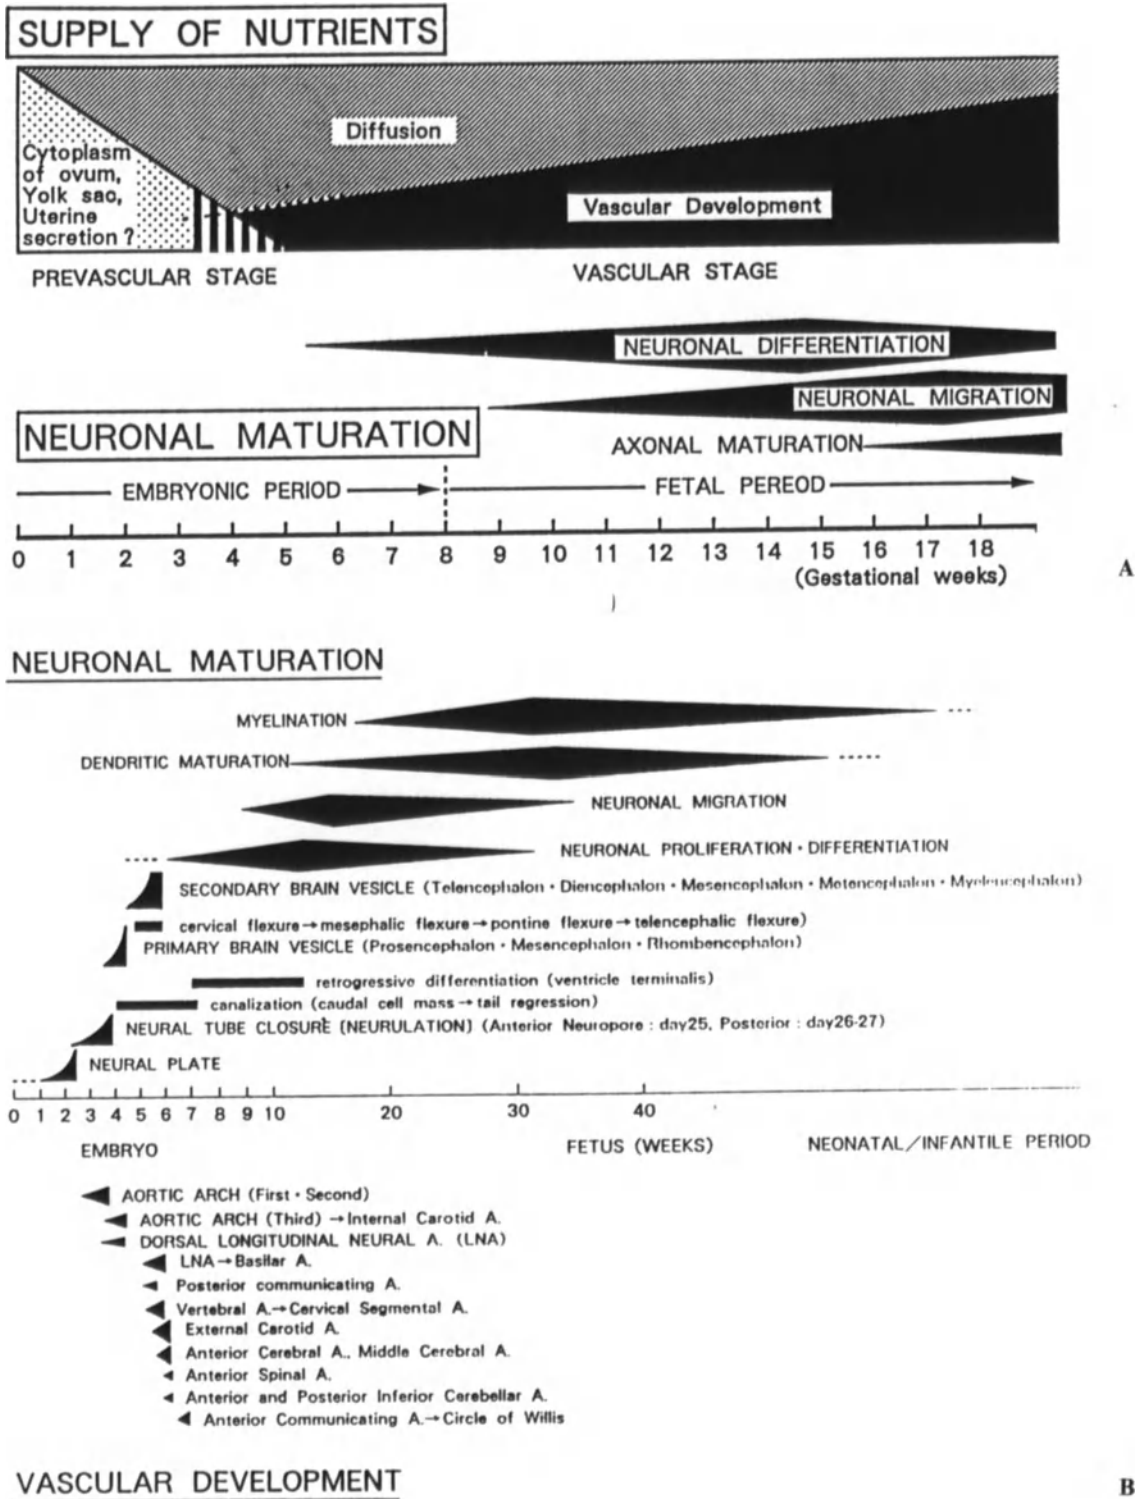 SUPPLY OF NUTRIENTS
Diffusion
Cytoplasm
of ovum,
Yolk sac,
Uterine
secretion ?
Vascular Development
PREVASCULAR STAGE
VASCULAR STAGE
NEURONAL DIFFERENTIATION
NEURONAL MIGRATION
NEURONAL MATURATION
AXONAL MATURATION
EMBRYONIC PERIOD
FETAL PEREOD
0 1 2 3 4 5 6 7 8 9 10 11 12 13 14 15 16 17 18
(Gestational weeks)
A
NEURONAL MATURATION
MYELINATION
DENDRITIC MATURATION
NEURONAL MIGRATION
NEURONAL PROLIFERATION・DIFFERENTIATION
SECONDARY BRAIN VESICLE (Telencephalon・Diencephalon・Mesencephalon・Metencephalon・Myelencephalon)
cervical flexure→mesephalic flexure→pontine flexure→telencephalic flexure)
PRIMARY BRAIN VESICLE (Prosencephalon・Mesencephalon・Rhombencephalon)
retrogressive differentiation (ventricle terminalis)
canalization (caudal cell mass→tail regression)
NEURAL TUBE CLOSURE (NEURULATION) (Anterior Neuropore : day25, Posterior : day26-27)
NEURAL PLATE
0 1 2 3 4 5 6 7 8 9 10 20 30 40
EMBRYO FETUS (WEEKS) NEONATAL/INFANTILE PERIOD
AORTIC ARCH (First・Second)
AORTIC ARCH (Third)→Internal Carotid A.
DORSAL LONGITUDINAL NEURAL A. (LNA)
LNA→Basilar A.
Posterior communicating A.
Vertebral A.→Cervical Segmental A.
External Carotid A.
Anterior Cerebral A., Middle Cerebral A.
Anterior Spinal A.
Anterior and Posterior Inferior Cerebellar A.
Anterior Communicating A.→Circle of Willis
VASCULAR DEVELOPMENT
B